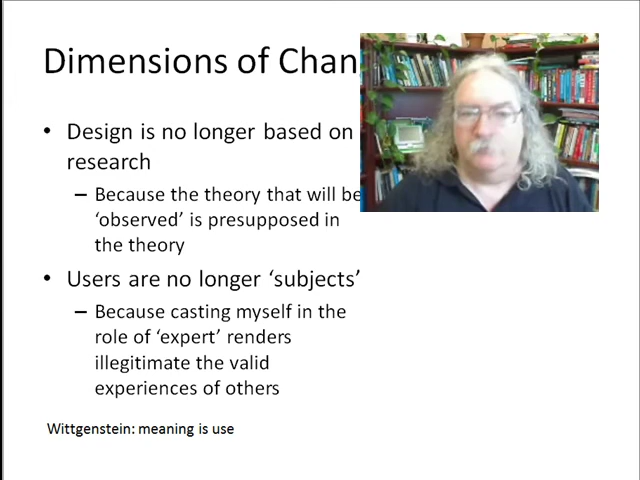 Dimensions of Chan
• Design is no longer based on
research
– Because the theory that will be
‘observed’ is presupposed in
the theory
• Users are no longer ‘subjects’
– Because casting myself in the
role of ‘expert’ renders
illegitimate the valid
experiences of others
Wittgenstein: meaning is use